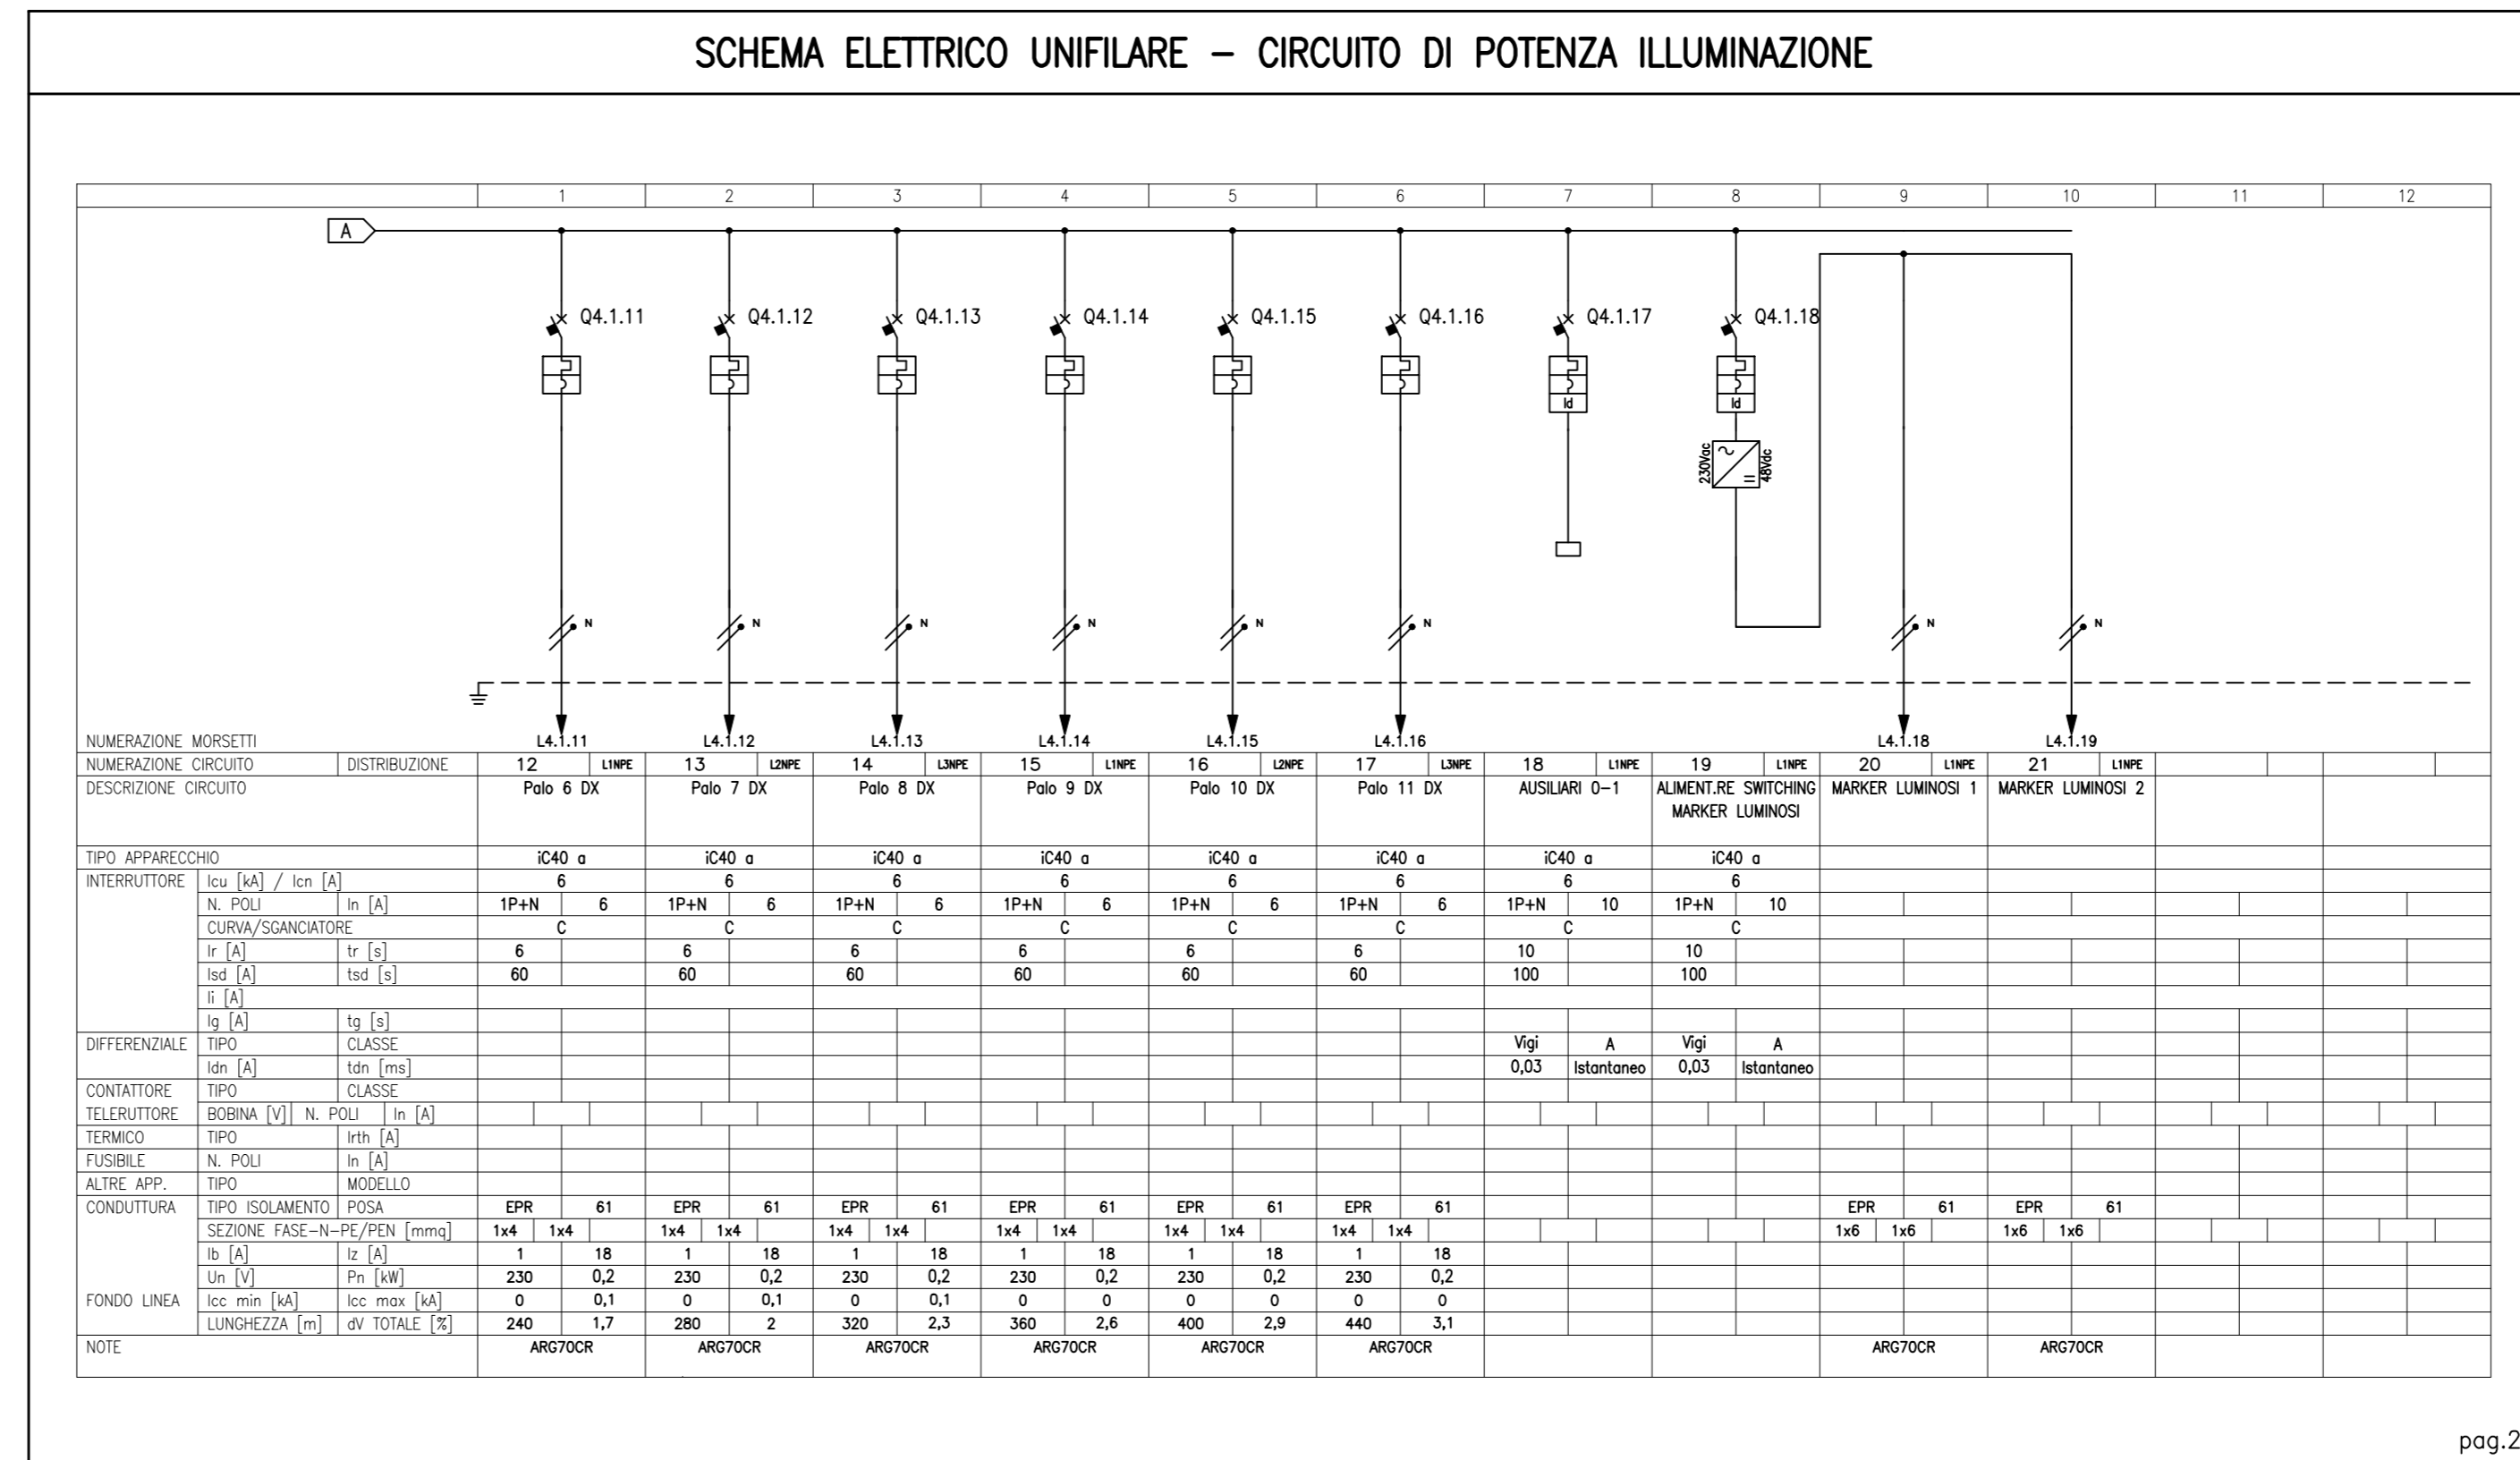 SCHEMA ELETTRICO UNIFILARE – CIRCUITO DI POTENZA ILLUMINAZIONE
1 2 3 4 5 6 7 8 9 10 11 12
A
Q4.1.11 Q4.1.12 Q4.1.13 Q4.1.14 Q4.1.15 Q4.1.16 Q4.1.17 Q4.1.18
Id Id
230Vac 48Vdc
N N N N N N N N
NUMERAZIONE MORSETTI L4.1.11 L4.1.12 L4.1.13 L4.1.14 L4.1.15 L4.1.16 L4.1.18 L4.1.19
NUMERAZIONE CIRCUITO DISTRIBUZIONE 12 L1NPE 13 L2NPE 14 L3NPE 15 L1NPE 16 L2NPE 17 L3NPE 18 L1NPE 19 L1NPE 20 L1NPE 21 L1NPE
DESCRIZIONE CIRCUITO Palo 6 DX Palo 7 DX Palo 8 DX Palo 9 DX Palo 10 DX Palo 11 DX AUSILIARI 0–1 ALIMENT.RE SWITCHING MARKER LUMINOSI 1 MARKER LUMINOSI 2
MARKER LUMINOSI
TIPO APPARECCHIO iC40 a iC40 a iC40 a iC40 a iC40 a iC40 a iC40 a iC40 a
INTERRUTTORE Icu [kA] / Icn [A] 6 6 6 6 6 6 6 6
N. POLI In [A] 1P+N 6 1P+N 6 1P+N 6 1P+N 6 1P+N 6 1P+N 6 1P+N 10 1P+N 10
CURVA/SGANCIATORE C C C C C C C C
Ir [A] tr [s] 6 6 6 6 6 6 10 10
Isd [A] tsd [s] 60 60 60 60 60 60 100 100
Ii [A]
Ig [A] tg [s]
DIFFERENZIALE TIPO CLASSE Vigi A Vigi A
Idn [A] tdn [ms] 0,03 Istantaneo 0,03 Istantaneo
CONTATTORE TIPO CLASSE
TELERUTTORE BOBINA [V] N. POLI In [A]
TERMICO TIPO Irth [A]
FUSIBILE N. POLI In [A]
ALTRE APP. TIPO MODELLO
CONDUTTURA TIPO ISOLAMENTO POSA EPR 61 EPR 61 EPR 61 EPR 61 EPR 61 EPR 61 EPR 61 EPR 61
SEZIONE FASE–N–PE/PEN [mmq] 1x4 1x4 1x4 1x4 1x4 1x4 1x4 1x4 1x4 1x4 1x4 1x4 1x6 1x6 1x6 1x6
Ib [A] Iz [A] 1 18 1 18 1 18 1 18 1 18 1 18
Un [V] Pn [kW] 230 0,2 230 0,2 230 0,2 230 0,2 230 0,2 230 0,2
FONDO LINEA Icc min [kA] Icc max [kA] 0 0,1 0 0,1 0 0,1 0 0 0 0 0 0
LUNGHEZZA [m] dV TOTALE [%] 240 1,7 280 2 320 2,3 360 2,6 400 2,9 440 3,1
NOTE ARG7OCR ARG7OCR ARG7OCR ARG7OCR ARG7OCR ARG7OCR ARG7OCR ARG7OCR
pag.2